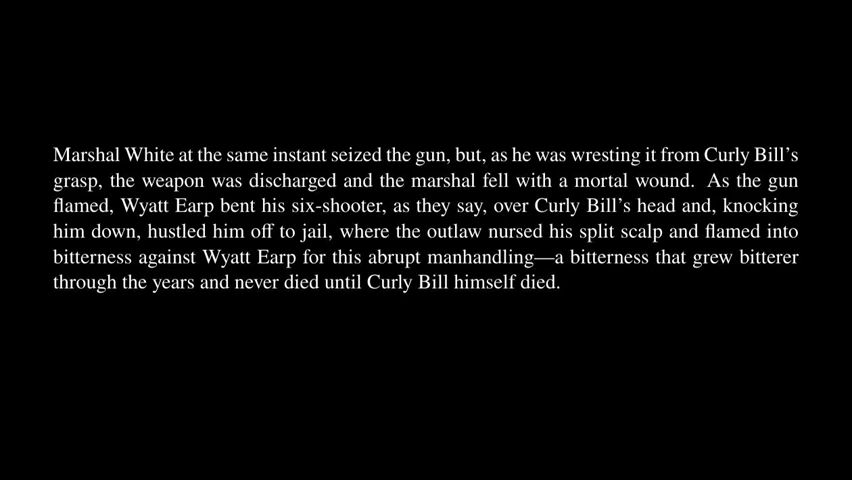 Marshal White at the same instant seized the gun, but, as he was wresting it from Curly Bill’s
grasp, the weapon was discharged and the marshal fell with a mortal wound. As the gun
flamed, Wyatt Earp bent his six-shooter, as they say, over Curly Bill’s head and, knocking
him down, hustled him off to jail, where the outlaw nursed his split scalp and flamed into
bitterness against Wyatt Earp for this abrupt manhandling—a bitterness that grew bitterer
through the years and never died until Curly Bill himself died.